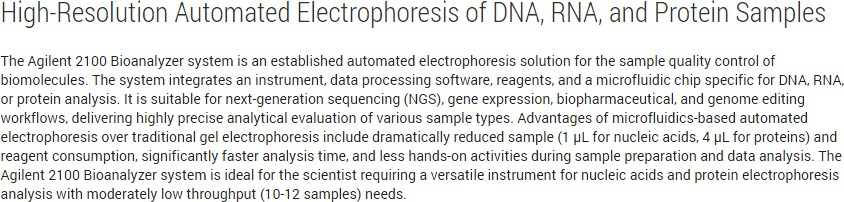 High-Resolution Automated Electrophoresis of DNA, RNA, and Protein Samples
The Agilent 2100 Bioanalyzer system is an established automated electrophoresis solution for the sample quality control of
biomolecules. The system integrates an instrument, data processing software, reagents, and a microfluidic chip specific for DNA, RNA,
or protein analysis. It is suitable for next-generation sequencing (NGS), gene expression, biopharmaceutical, and genome editing
workflows, delivering highly precise analytical evaluation of various sample types. Advantages of microfluidics-based automated
electrophoresis over traditional gel electrophoresis include dramatically reduced sample (1 µL for nucleic acids, 4 µL for proteins) and
reagent consumption, significantly faster analysis time, and less hands-on activities during sample preparation and data analysis. The
Agilent 2100 Bioanalyzer system is ideal for the scientist requiring a versatile instrument for nucleic acids and protein electrophoresis
analysis with moderately low throughput (10-12 samples) needs.